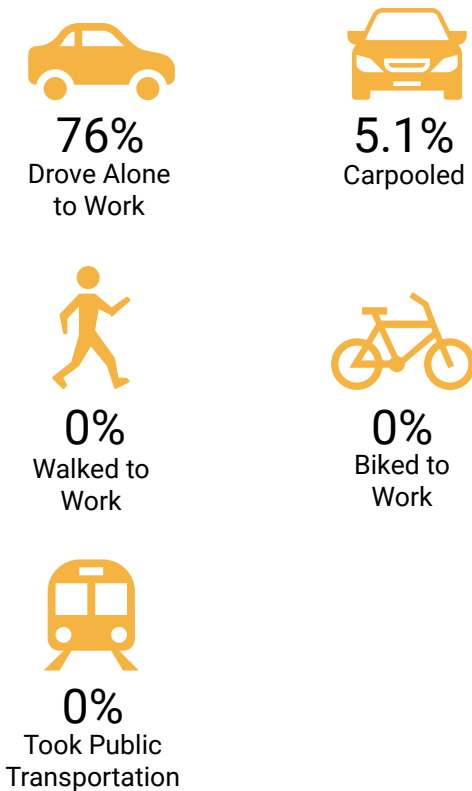 76%
Drove Alone
to Work
5.1%
Carpooled
0%
Walked to
Work
0%
Biked to
Work
0%
Took Public
Transportation